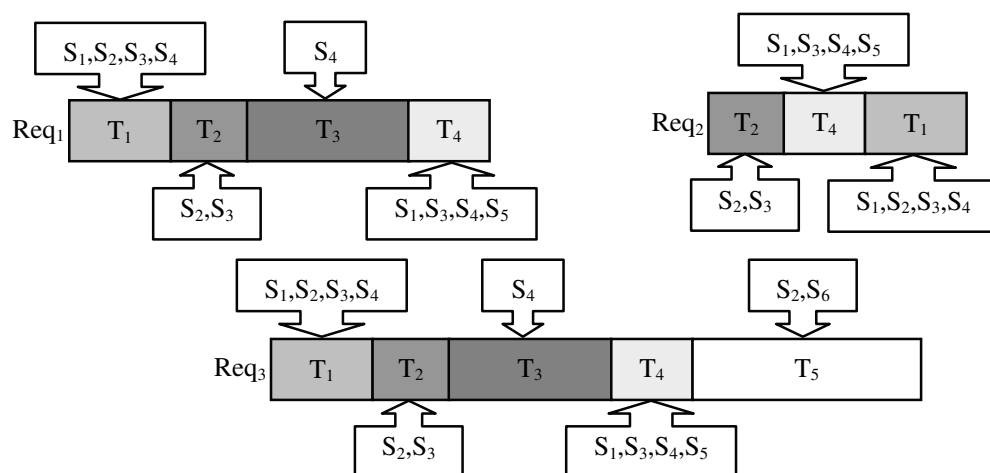 S₁,S₂,S₃,S₄ S₄ S₁,S₃,S₄,S₅
Req₁ T₁ T₂ T₃ T₄ Req₂ T₂ T₄ T₁
S₂,S₃ S₁,S₃,S₄,S₅ S₂,S₃ S₁,S₂,S₃,S₄
S₁,S₂,S₃,S₄ S₄ S₂,S₆
Req₃ T₁ T₂ T₃ T₄ T₅
S₂,S₃ S₁,S₃,S₄,S₅